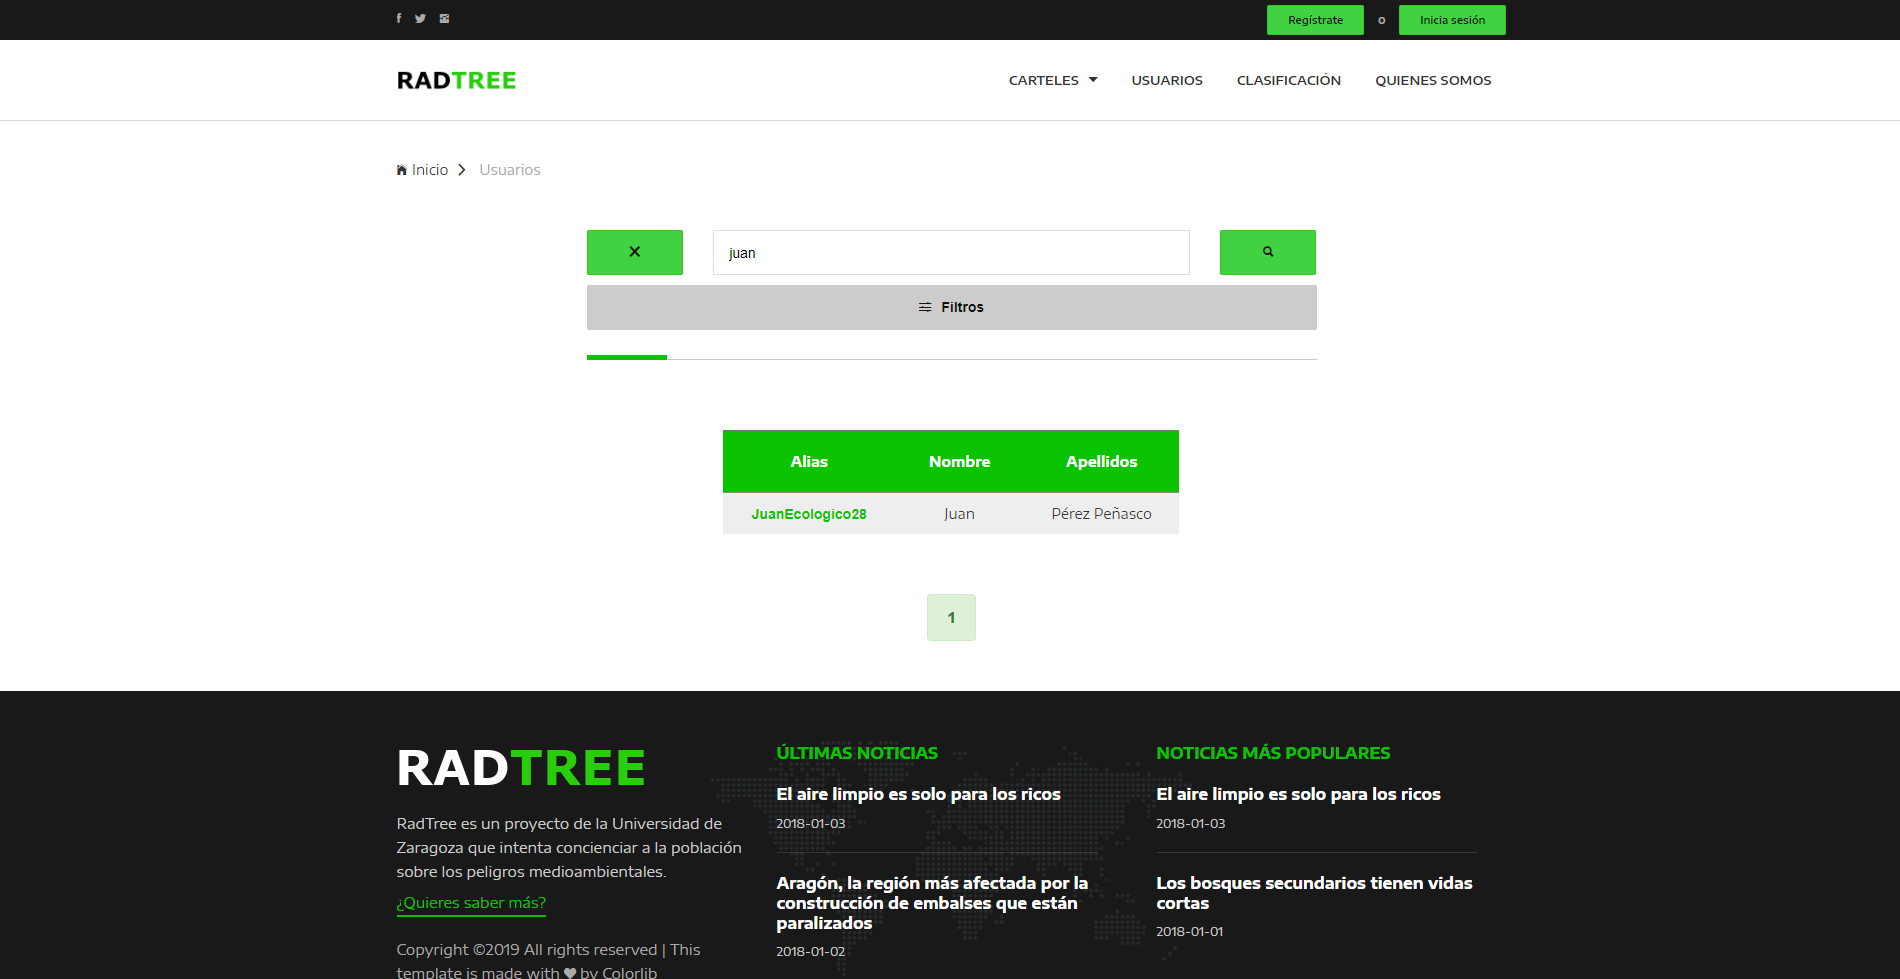 Regístrate o Inicia sesión
RADTREE
CARTELES USUARIOS CLASIFICACIÓN QUIENES SOMOS
Inicio Usuarios
juan
Filtros
Alias Nombre Apellidos
JuanEcologico28 Juan Pérez Peñasco
1
RADTREE
RadTree es un proyecto de la Universidad de
Zaragoza que intenta concienciar a la población
sobre los peligros medioambientales.
¿Quieres saber más?
Copyright ©2019 All rights reserved | This
template is made with ♥ by Colorlib
ÚLTIMAS NOTICIAS
El aire limpio es solo para los ricos
2018-01-03
Aragón, la región más afectada por la
construcción de embalses que están
paralizados
2018-01-02
NOTICIAS MÁS POPULARES
El aire limpio es solo para los ricos
2018-01-03
Los bosques secundarios tienen vidas
cortas
2018-01-01